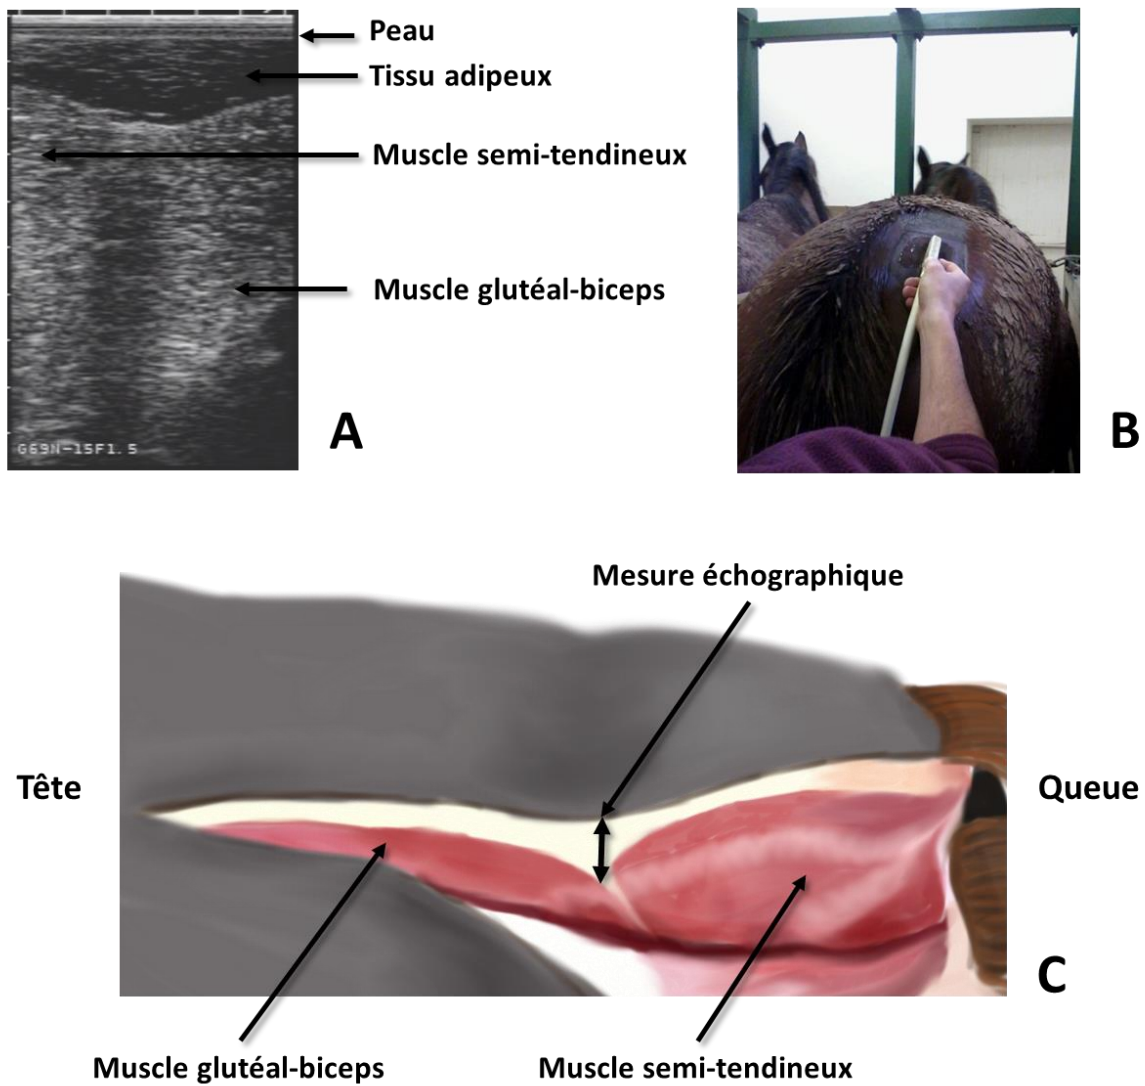 Peau
Tissu adipeux
Muscle semi-tendineux
Muscle glutéal-biceps
G69N-15F1.5
A
B
Mesure échographique
Tête
Queue
C
Muscle glutéal-biceps
Muscle semi-tendineux